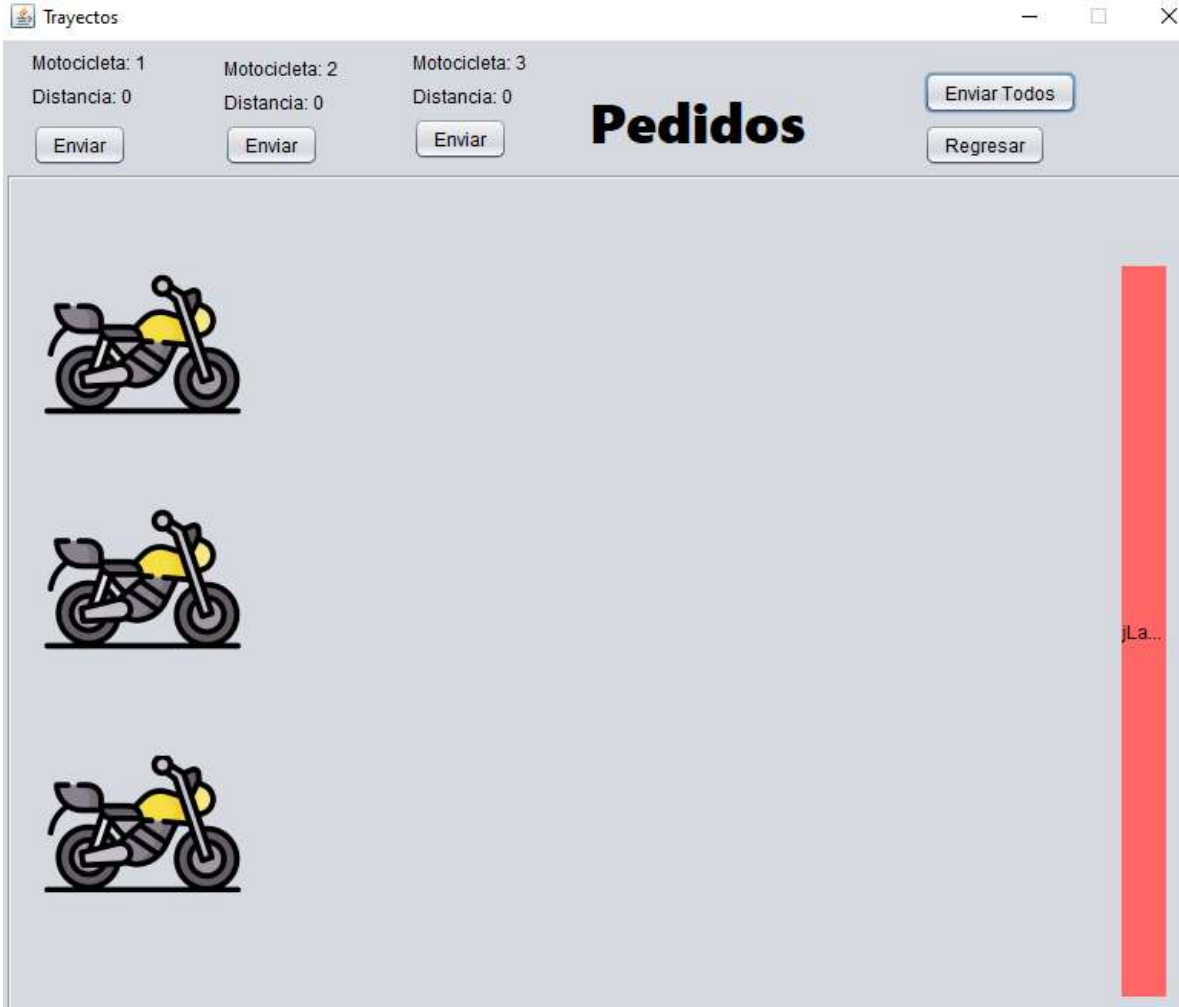 Trayectos
Motocicleta: 1
Distancia: 0
Enviar
Motocicleta: 2
Distancia: 0
Enviar
Motocicleta: 3
Distancia: 0
Enviar
Pedidos
Enviar Todos
Regresar
jLa...